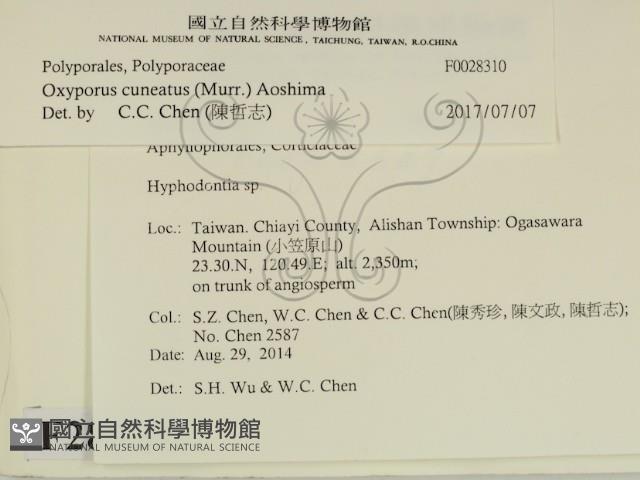 國立自然科學博物館
NATIONAL MUSEUM OF NATURAL SCIENCE, TAICHUNG, TAIWAN, R.O.CHINA
Polyporales, Polyporaceae F0028310
Oxyporus cuneatus (Murr.) Aoshima
Det. by C.C. Chen (陳哲志) 2017/07/07
Aphyllophorales, Corticiaceae
Hyphodontia sp
Loc.: Taiwan. Chiayi County, Alishan Township: Ogasawara
Mountain (小笠原山)
23.30.N, 120.49.E; alt. 2,350m;
on trunk of angiosperm
Col.: S.Z. Chen, W.C. Chen & C.C. Chen(陳秀珍, 陳文政, 陳哲志);
No. Chen 2587
Date: Aug. 29, 2014
Det.: S.H. Wu & W.C. Chen
國立自然科學博物館
NATIONAL MUSEUM OF NATURAL SCIENCE